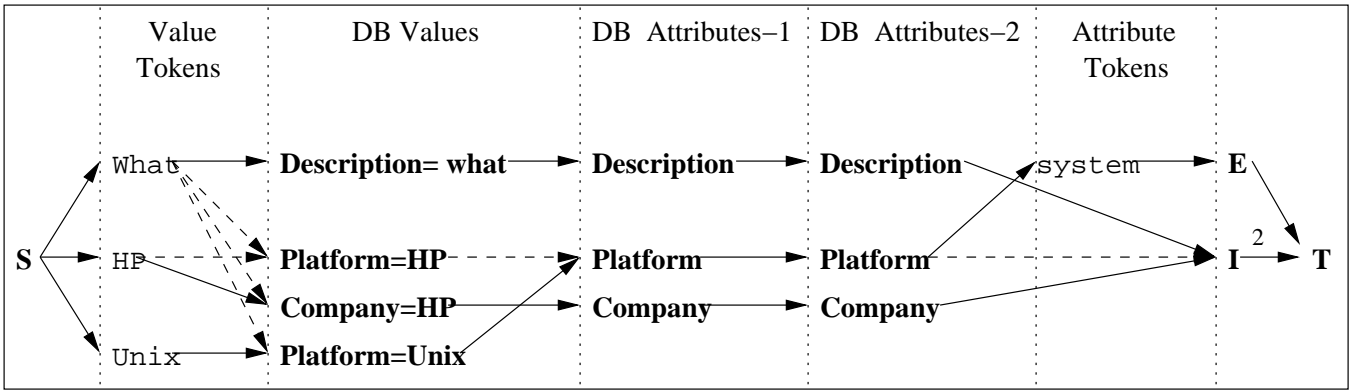 Value Tokens
DB Values
DB Attributes−1
DB Attributes−2
Attribute Tokens
What
Description= what
Description
Description
system
E
S
HP
Platform=HP
Platform
Platform
I
2
T
Company=HP
Company
Company
Unix
Platform=Unix